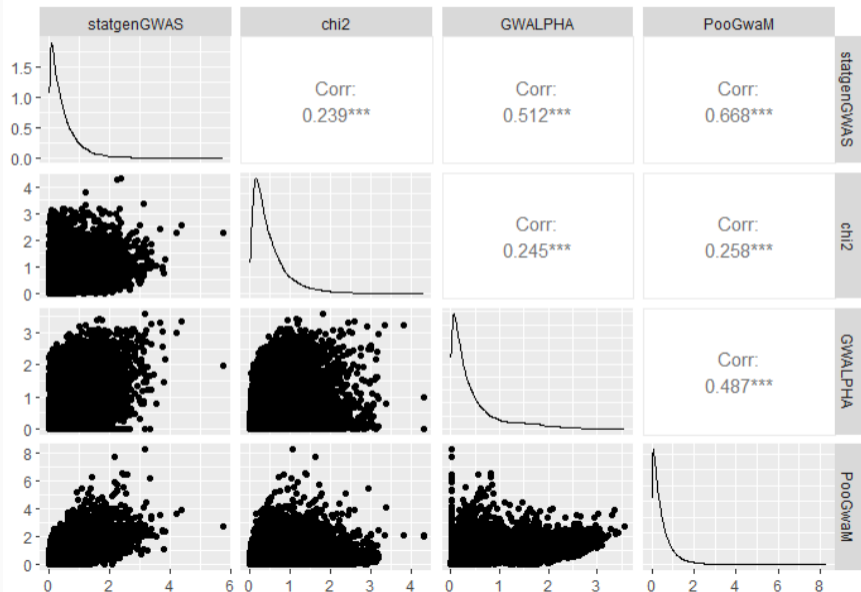 statgenGWAS chi2 GWALPHA PooGwaM
1.5
1.0
0.5
0.0
Corr:
0.239***
Corr:
0.512***
Corr:
0.668***
statgenGWAS
4
3
2
1
0
Corr:
0.245***
Corr:
0.258***
chi2
3
2
1
0
Corr:
0.487***
GWALPHA
8
6
4
2
0
PooGwaM
0 2 4 6 0 1 2 3 4 0 1 2 3 0 2 4 6 8